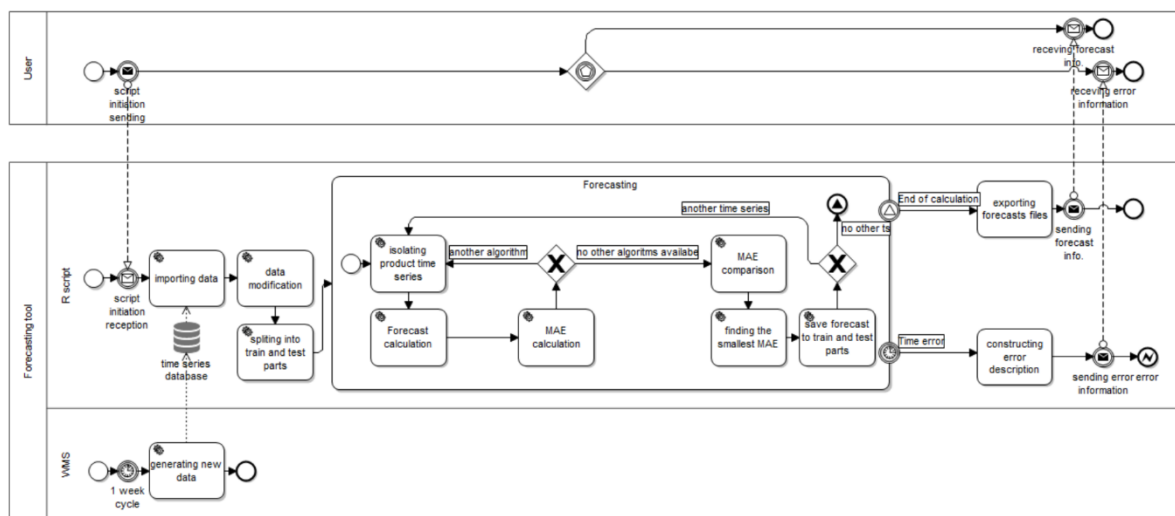 User
script
initiation
sending
receving forecast
info.
receving error
information
Forecasting tool
R script
script
initiation
reception
importing data
data
modification
spliting into
train and test
parts
time series
database
Forecasting
another time series
isolating
product time
series
another algorithm
no other algoritms availabe
MAE
comparison
no other ts
Forecast
calculation
MAE
calculation
finding the
smallest MAE
save forecast
to train and test
parts
End of calculation
exporting
forecasts files
sending
forecast
info.
Time error
constructing
error
description
sending error
information
error
WMS
1 week
cycle
generating new
data